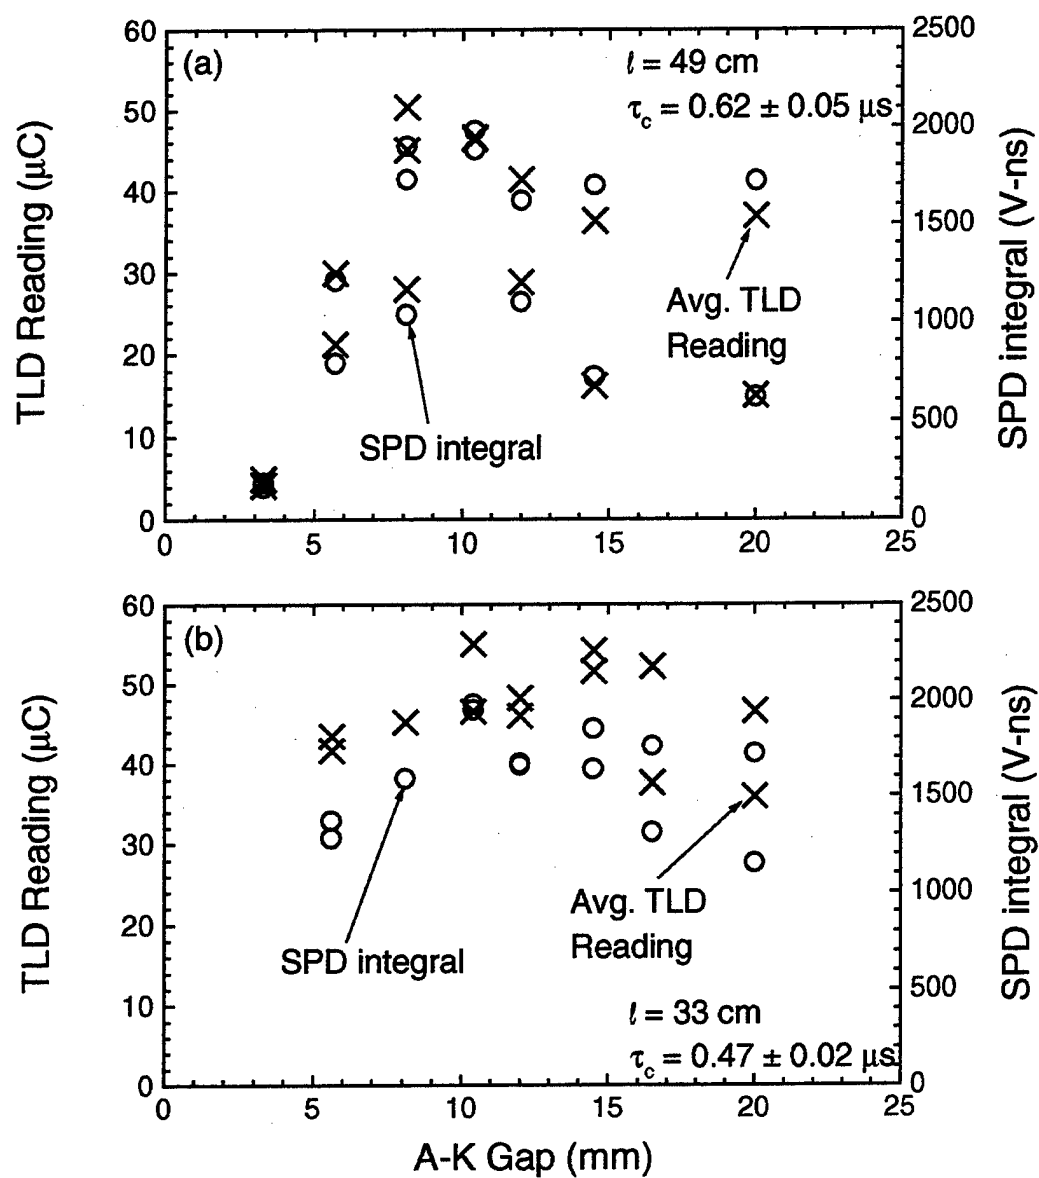 (a)
ℓ = 49 cm
τc = 0.62 ± 0.05 µs
TLD Reading (µC)
60
50
40
30
20
10
0
2500
2000
1500
1000
500
0
SPD integral (V-ns)
Avg. TLD
Reading
SPD integral
0 5 10 15 20 25
(b)
TLD Reading (µC)
60
50
40
30
20
10
0
2500
2000
1500
1000
500
0
SPD integral (V-ns)
Avg. TLD
Reading
SPD integral
ℓ = 33 cm
τc = 0.47 ± 0.02 µs
0 5 10 15 20 25
A-K Gap (mm)